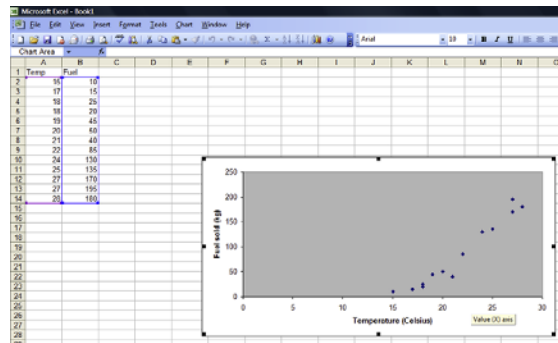 Microsoft Excel - Book1
File Edit View Insert Format Tools Chart Window Help
Arial 10 B I U
Chart Area fx
A B C D E F G H I J K L M N O
1 Temp Fuel
2 15 10
3 17 15
4 18 25
5 18 20
6 19 45
7 20 50
8 21 40
9 22 85
10 24 130
11 25 135
12 27 170
13 27 195
14 28 180
15
16
17
18
19
20
21
22
23
24
25
26
27
28
250
200
150
100
50
0
Fuel sold (kg)
0 5 10 15 20 25 30
Temperature (Celsius)
Value (X) axis